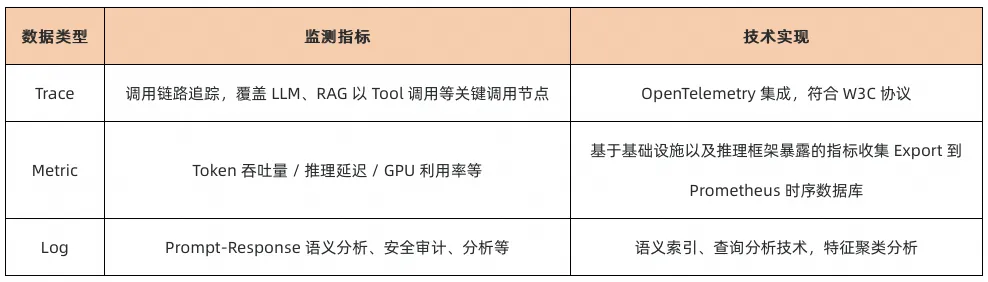 数据类型 监测指标 技术实现
Trace 调用链路追踪，覆盖 LLM、RAG 以 Tool 调用等关键调用节点 OpenTelemetry 集成，符合 W3C 协议
Metric Token 吞吐量 / 推理延迟 / GPU 利用率等 基于基础设施以及推理框架暴露的指标收集 Export 到
Prometheus 时序数据库
Log Prompt-Response 语义分析、安全审计、分析等 语义索引、查询分析技术，特征聚类分析